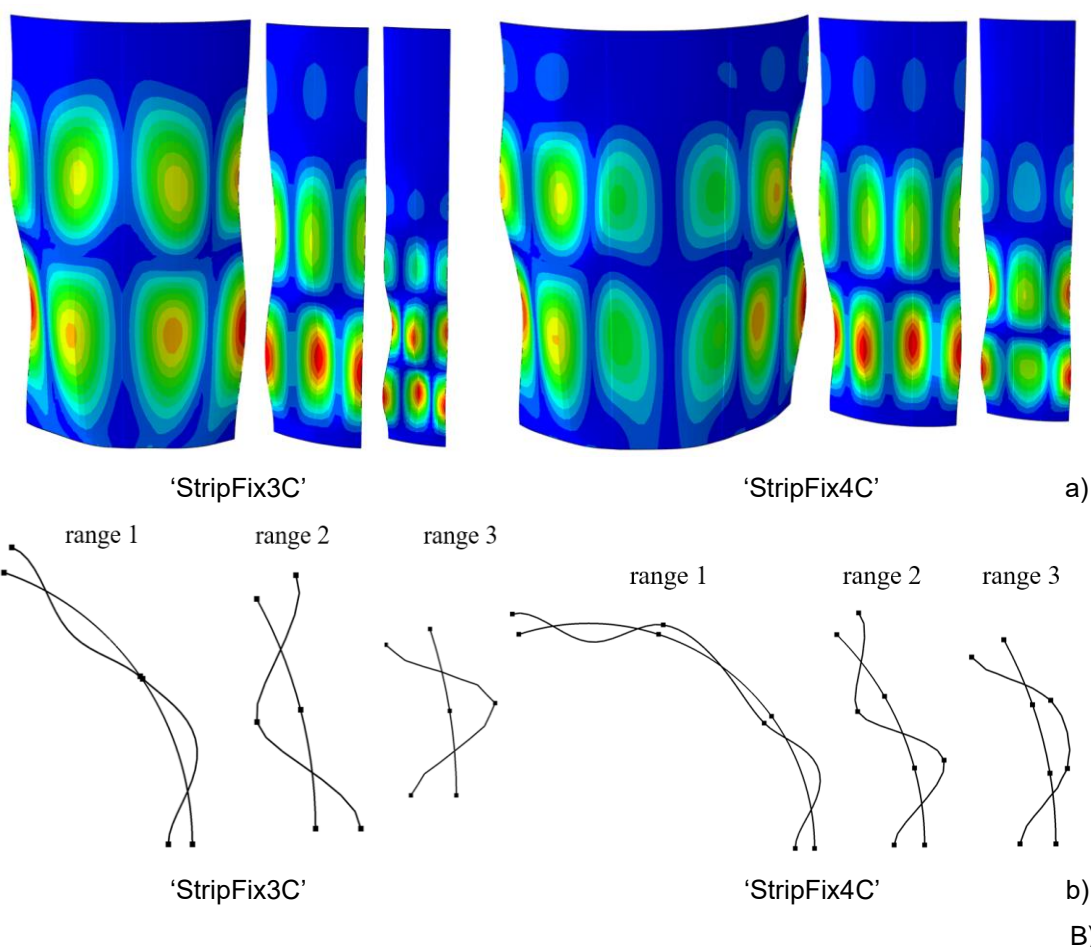 ‘StripFix3C’ ‘StripFix4C’ a)
range 1 range 2 range 3
range 1 range 2 range 3
‘StripFix3C’ ‘StripFix4C’ b)
B)